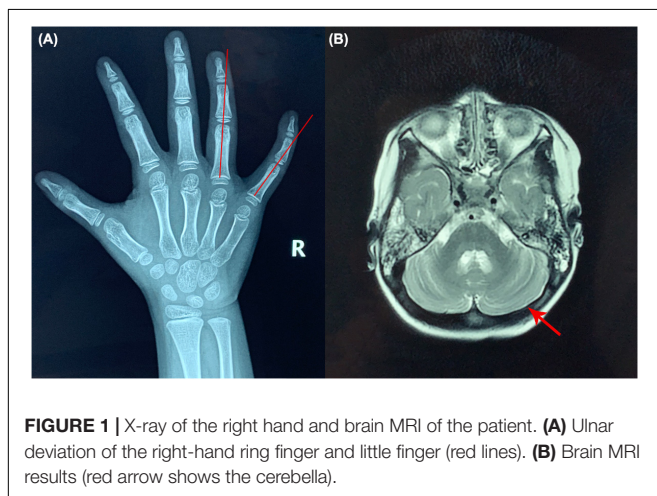 (A)
(B)
R
FIGURE 1 | X-ray of the right hand and brain MRI of the patient. (A) Ulnar
deviation of the right-hand ring finger and little finger (red lines). (B) Brain MRI
results (red arrow shows the cerebella).